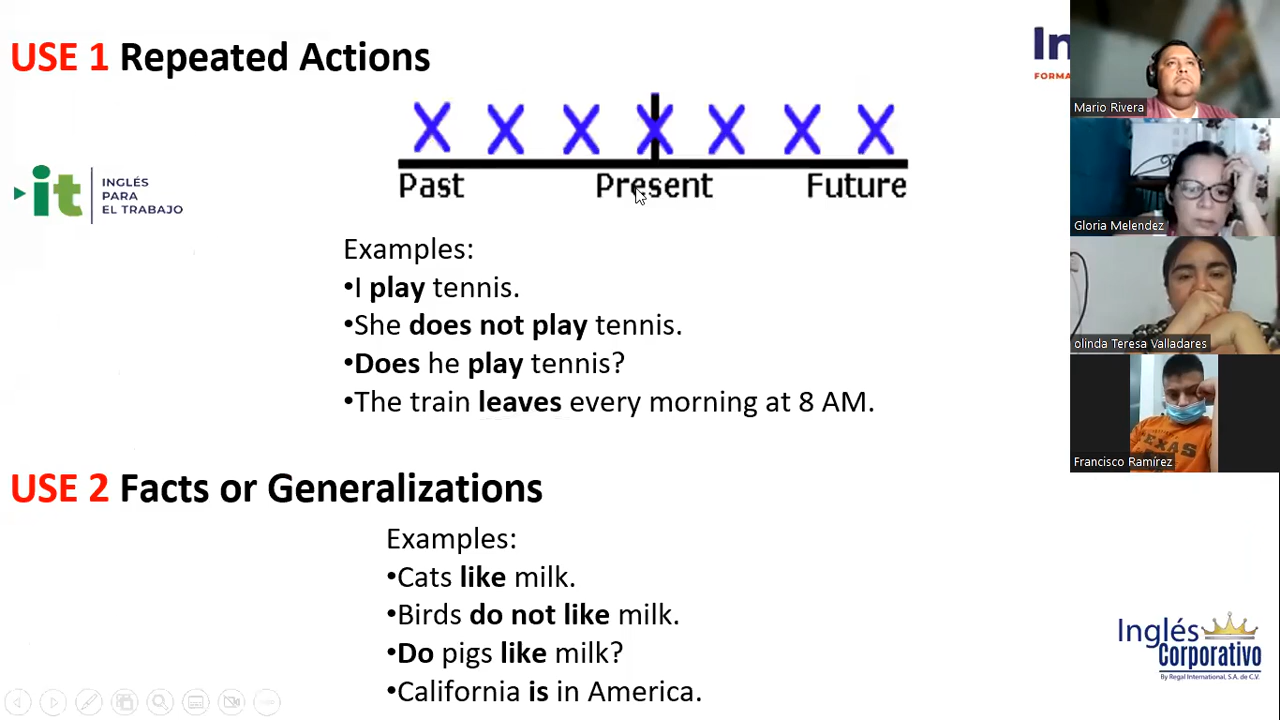 USE 1 Repeated Actions
X X X X X X X
Past Present Future
it INGLÉS
PARA
EL TRABAJO
Examples:
•I play tennis.
•She does not play tennis.
•Does he play tennis?
•The train leaves every morning at 8 AM.
USE 2 Facts or Generalizations
Examples:
•Cats like milk.
•Birds do not like milk.
•Do pigs like milk?
•California is in America.
In
FORMA
Mario Rivera
Gloria Melendez
olinda Teresa Valladares
TEXAS
Francisco Ramírez
Inglés
Corporativo
By Regal International, S.A. de C.V.